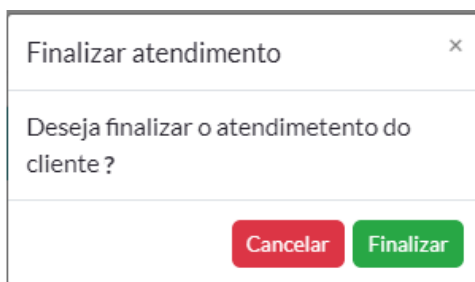 Finalizar atendimento ×
Deseja finalizar o atendimetento do
cliente ?
Cancelar Finalizar